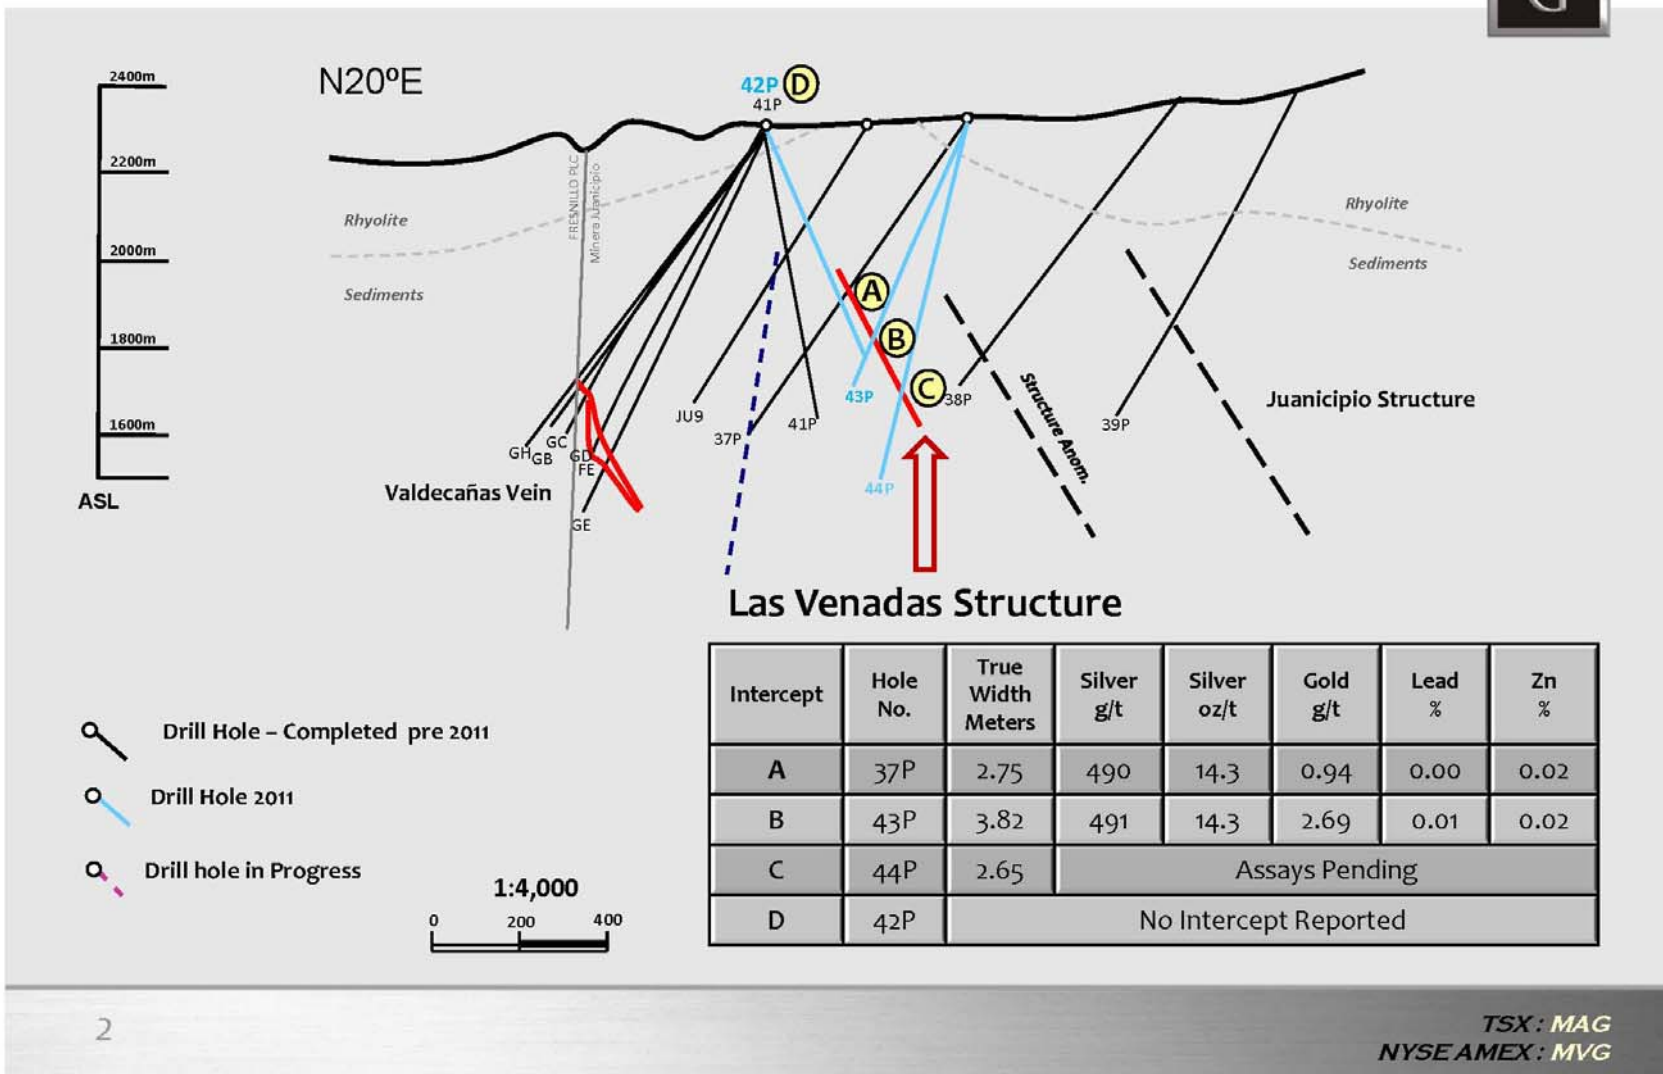 G
2400m
2200m
2000m
1800m
1600m
ASL
N20ºE
42P D
41P
FRESNILLO PLC
Minera Juanicipio
Rhyolite
Sediments
Rhyolite
Sediments
A
B
C
43P
38P
44P
JU9
37P
41P
39P
GH
GB
GC
GD
FE
GE
Structure Anom.
Juanicipio Structure
Valdecañas Vein
Las Venadas Structure
Intercept Hole No. True Width Meters Silver g/t Silver oz/t Gold g/t Lead % Zn %
A 37P 2.75 490 14.3 0.94 0.00 0.02
B 43P 3.82 491 14.3 2.69 0.01 0.02
C 44P 2.65 Assays Pending
D 42P No Intercept Reported
Drill Hole – Completed pre 2011
Drill Hole 2011
Drill hole in Progress
1:4,000
0 200 400
2
TSX : MAG
NYSE AMEX : MVG